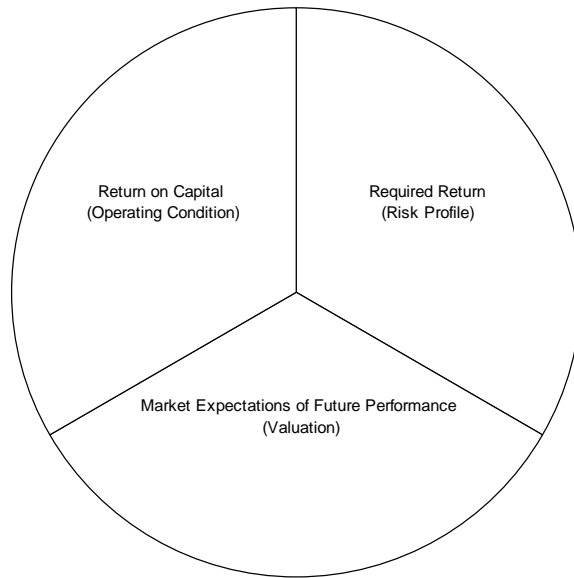 Return on Capital
(Operating Condition)
Required Return
(Risk Profile)
Market Expectations of Future Performance
(Valuation)